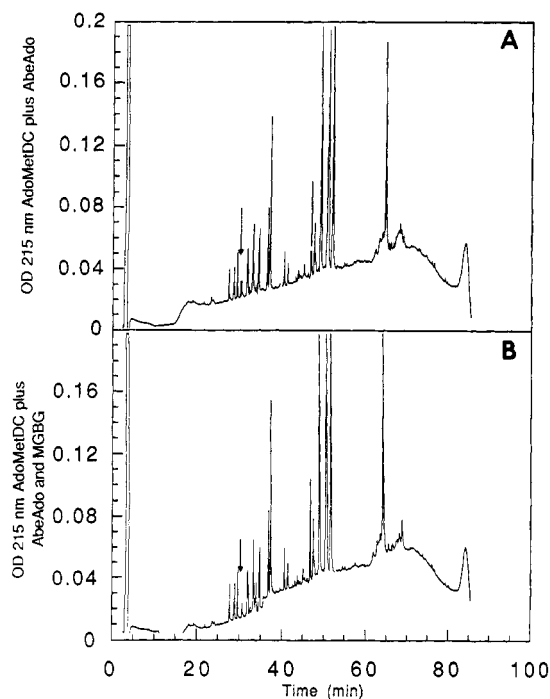 A
OD 215 nm AdoMetDC plus AbeAdo
0.2
0.16
0.12
0.08
0.04
0
B
OD 215 nm AdoMetDC plus
AbeAdo and MGBG
0.16
0.12
0.08
0.04
0
0 20 40 60 80 100
Time (min)